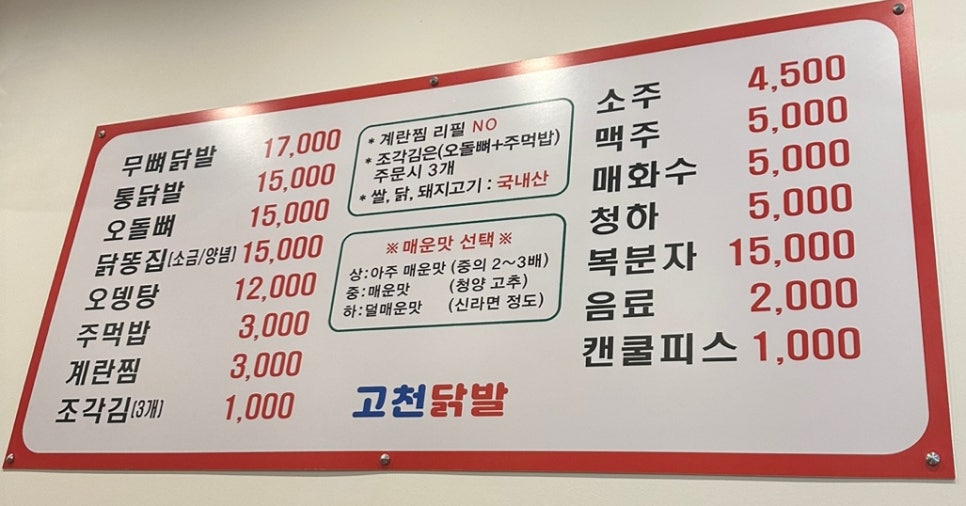 무뼈닭발 17,000
통닭발 15,000
오돌뼈 15,000
닭똥집[소금/양념] 15,000
오뎅탕 12,000
주먹밥 3,000
계란찜 3,000
조각김[3개] 1,000
* 계란찜 리필 NO
* 조각김은(오돌뼈+주먹밥)
주문시 3개
* 쌀, 닭, 돼지고기 : 국내산
※매운맛 선택※
상:아주 매운맛 (중의 2~3배)
중:매운맛 (청양 고추)
하:덜매운맛 (신라면 정도)
고천닭발
소주 4,500
맥주 5,000
매화수 5,000
청하 5,000
복분자 15,000
음료 2,000
캔쿨피스 1,000